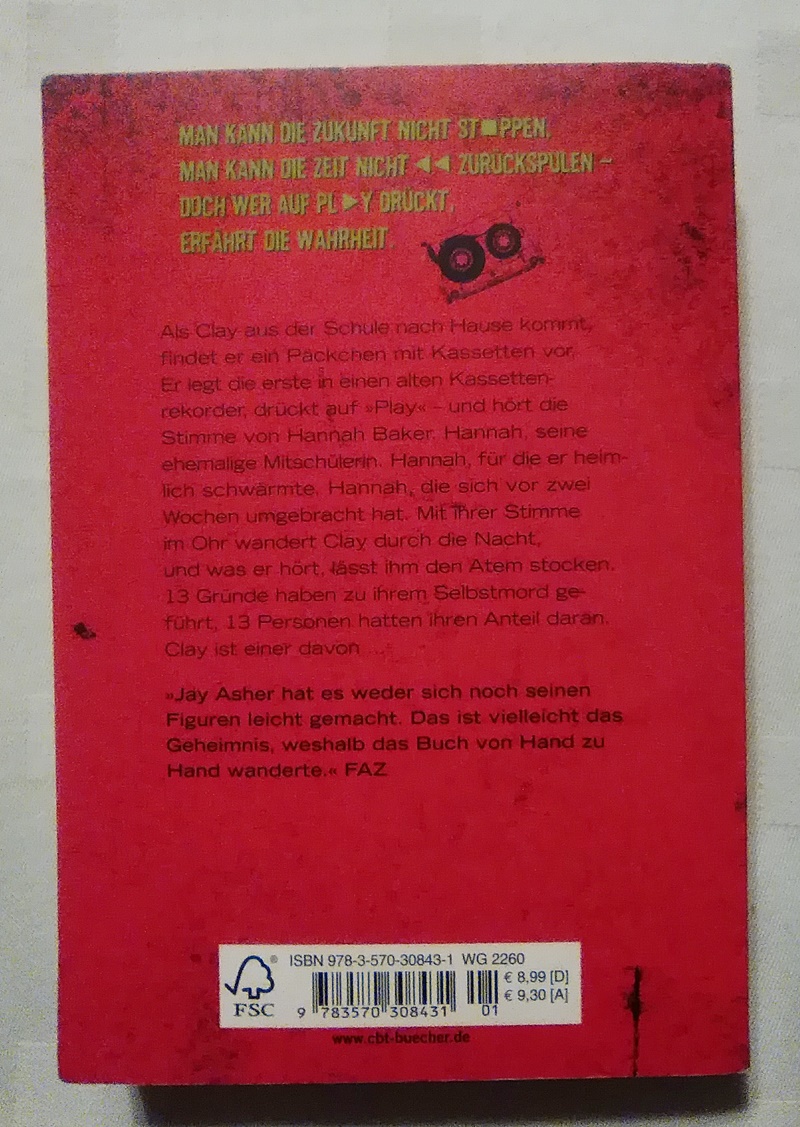 MAN KANN DIE ZUKUNFT NICHT ST■PPEN,
MAN KANN DIE ZEIT NICHT ◄◄ ZURÜCKSPULEN –
DOCH WER AUF PL►Y DRÜCKT,
ERFÄHRT DIE WAHRHEIT.
Als Clay aus der Schule nach Hause kommt,
findet er ein Päckchen mit Kassetten vor.
Er legt die erste in einen alten Kassetten-
rekorder, drückt auf »Play« – und hört die
Stimme von Hannah Baker. Hannah, seine
ehemalige Mitschülerin. Hannah, für die er heim-
lich schwärmte. Hannah, die sich vor zwei
Wochen umgebracht hat. Mit ihrer Stimme
im Ohr wandert Clay durch die Nacht,
und was er hört, lässt ihm den Atem stocken.
13 Gründe haben zu ihrem Selbstmord ge-
führt, 13 Personen hatten ihren Anteil daran.
Clay ist einer davon ...
»Jay Asher hat es weder sich noch seinen
Figuren leicht gemacht. Das ist vielleicht das
Geheimnis, weshalb das Buch von Hand zu
Hand wanderte.« FAZ
ISBN 978-3-570-30843-1 WG 2260
€ 8,99 [D]
€ 9,30 [A]
FSC ®
9 783570 308431 01
www.cbt-buecher.de